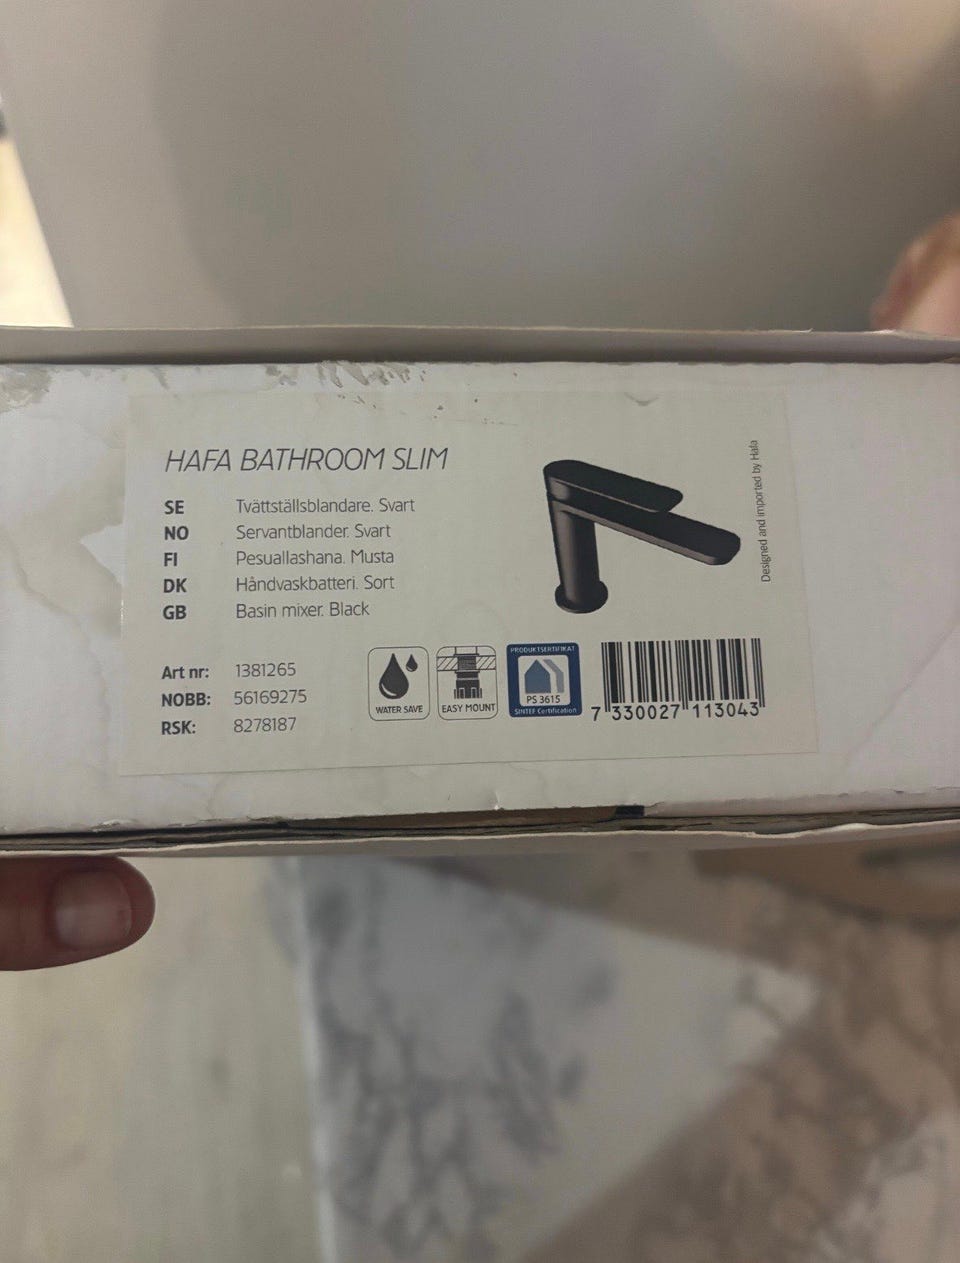 HAFA BATHROOM SLIM
SE Tvättställsblandare. Svart
NO Servantblander. Svart
FI Pesuallashana. Musta
DK Håndvaskbatteri. Sort
GB Basin mixer. Black
Art nr: 1381265
NOBB: 56169275
RSK: 8278187
WATER SAVE
EASY MOUNT
PRODUKTSERTIFIKAT
PS 3615
SINTEF Certification
7 330027 113043
Designed and imported by Hafa